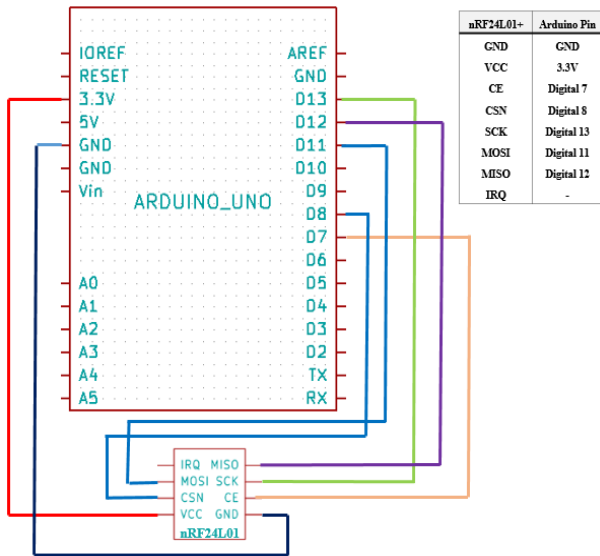 IOREF
RESET
3.3V
5V
GND
GND
Vin
A0
A1
A2
A3
A4
A5
ARDUINO_UNO
AREF
GND
D13
D12
D11
D10
D9
D8
D7
D6
D5
D4
D3
D2
TX
RX
IRQ MISO
MOSI SCK
CSN CE
VCC GND
nRF24L01
nRF24L01+ Arduino Pin
GND GND
VCC 3.3V
CE Digital 7
CSN Digital 8
SCK Digital 13
MOSI Digital 11
MISO Digital 12
IRQ -